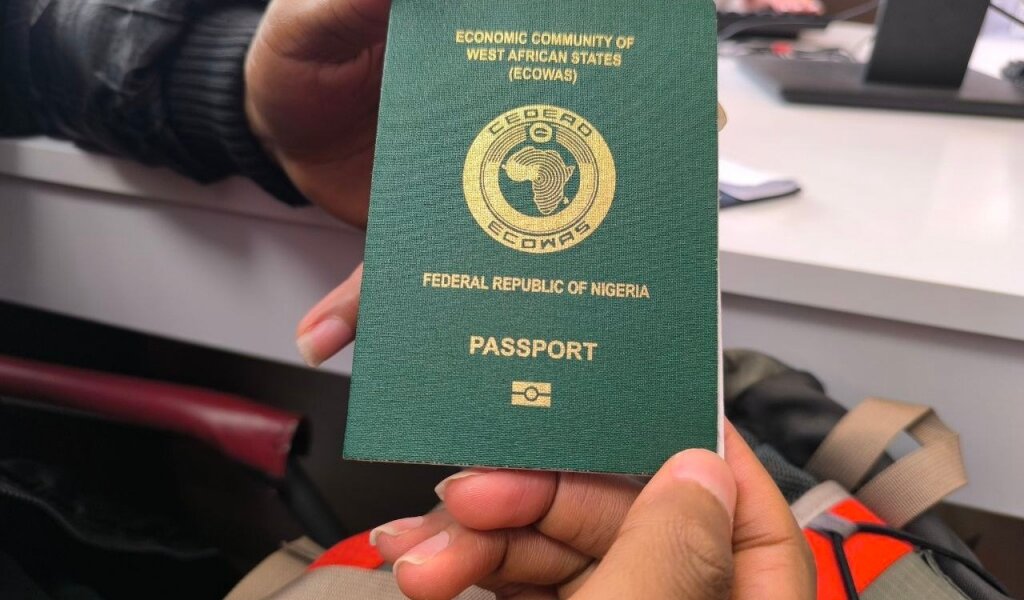 ECONOMIC COMMUNITY OF
WEST AFRICAN STATES
(ECOWAS)
CEDEAO
ECOWAS
FEDERAL REPUBLIC OF NIGERIA
PASSPORT